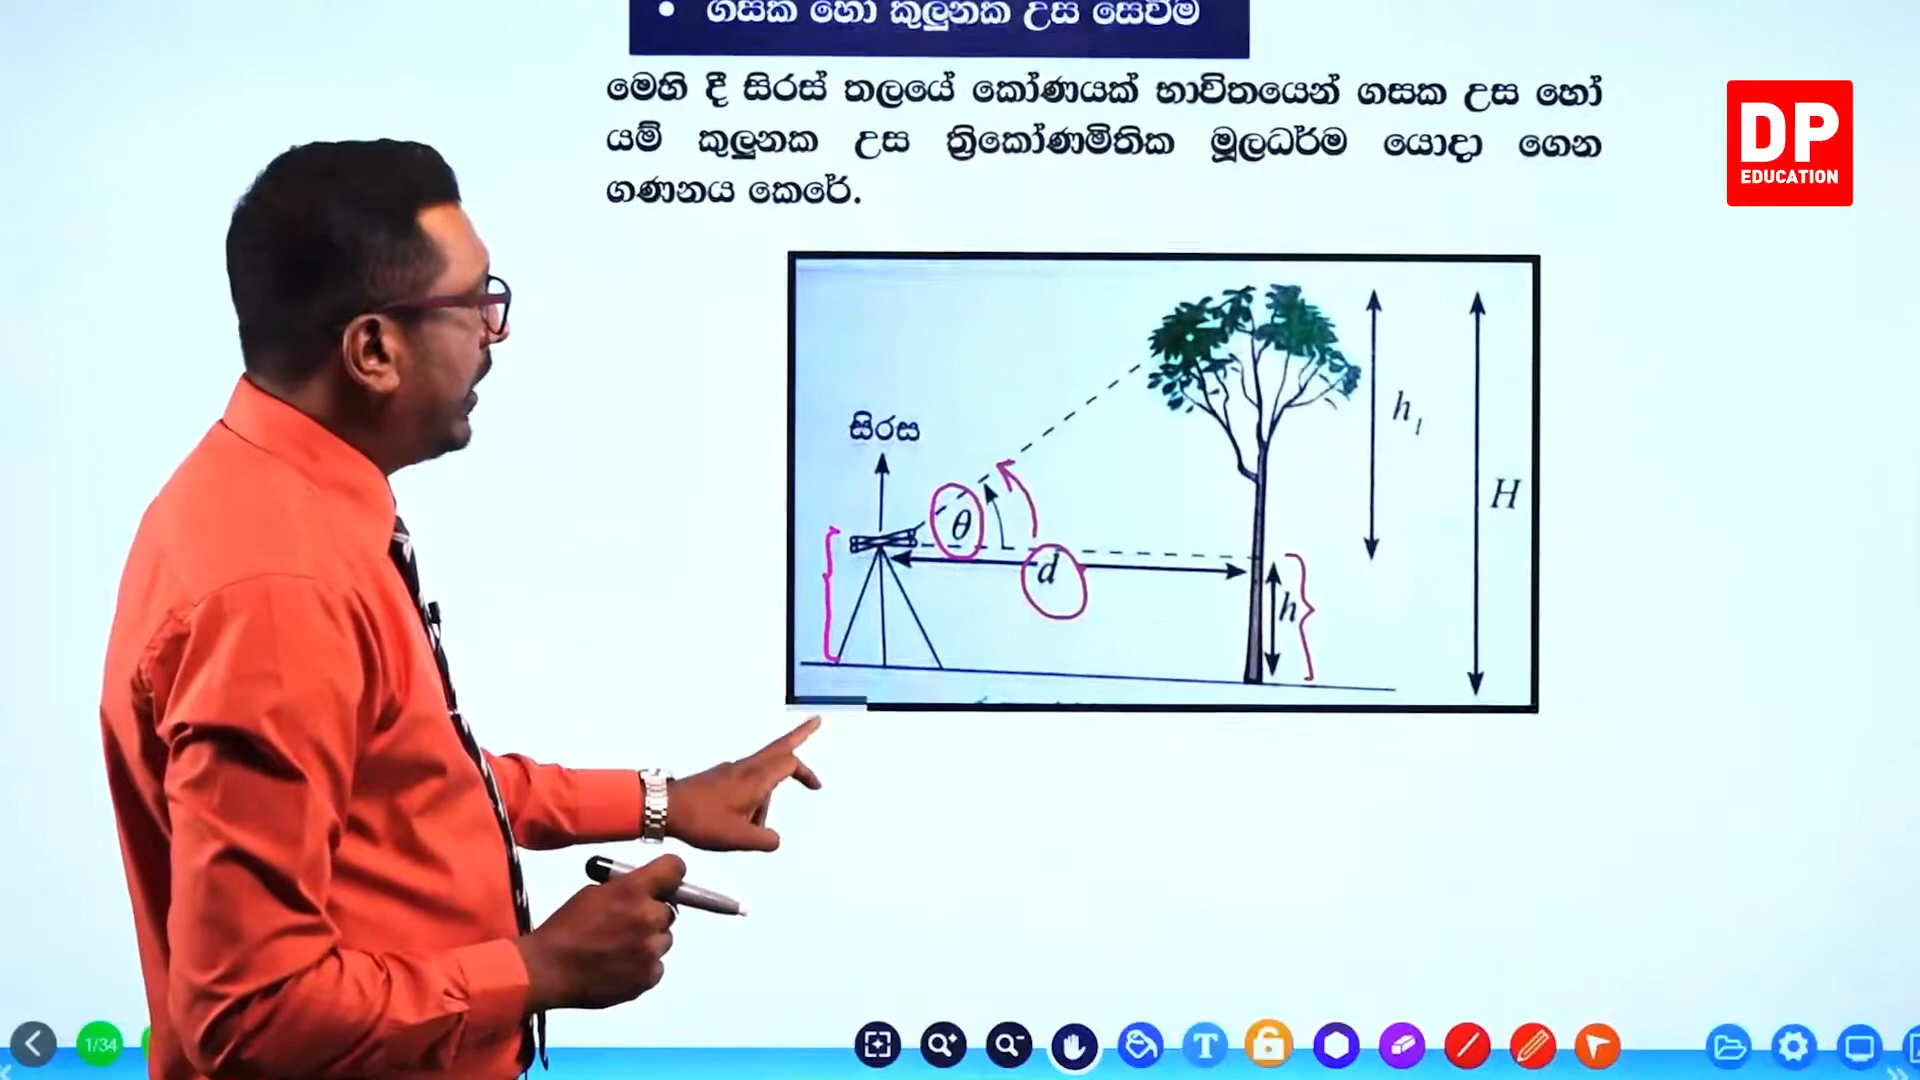 • ගසක හෝ කුලුනක උස සෙවීම
මෙහි දී සිරස් තලයේ කෝණයක් භාවිතයෙන් ගසක උස හෝ
යම් කුලුනක උස ත්‍රිකෝණමිතික මූලධර්ම යොදා ගෙන
ගණනය කෙරේ.
DP
EDUCATION
සිරස
h₁
H
θ
d
h
1/34
T